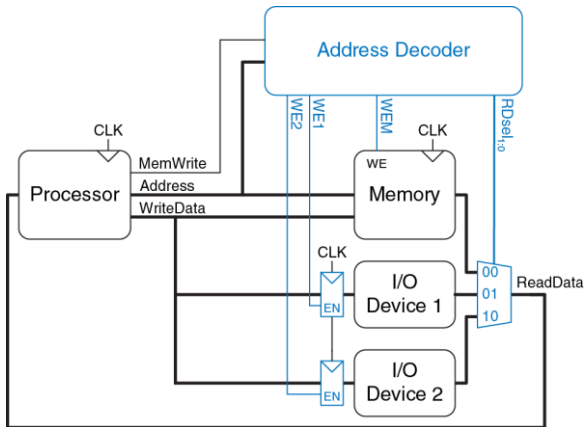 Address Decoder
WE2
WE1
WEM
RDsel1:0
CLK
CLK
MemWrite
Processor
Address
WriteData
WE
Memory
CLK
I/O
Device 1
EN
00
01
10
ReadData
I/O
Device 2
EN